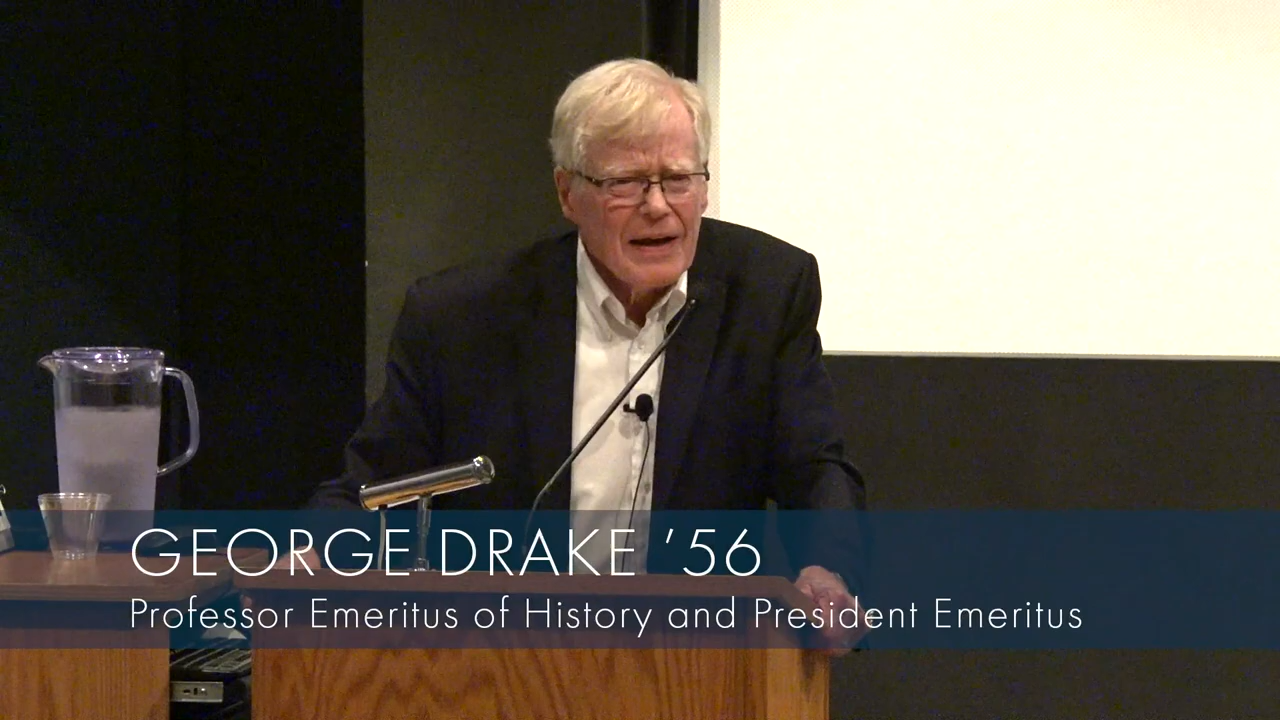 GEORGE DRAKE ’56
Professor Emeritus of History and President Emeritus